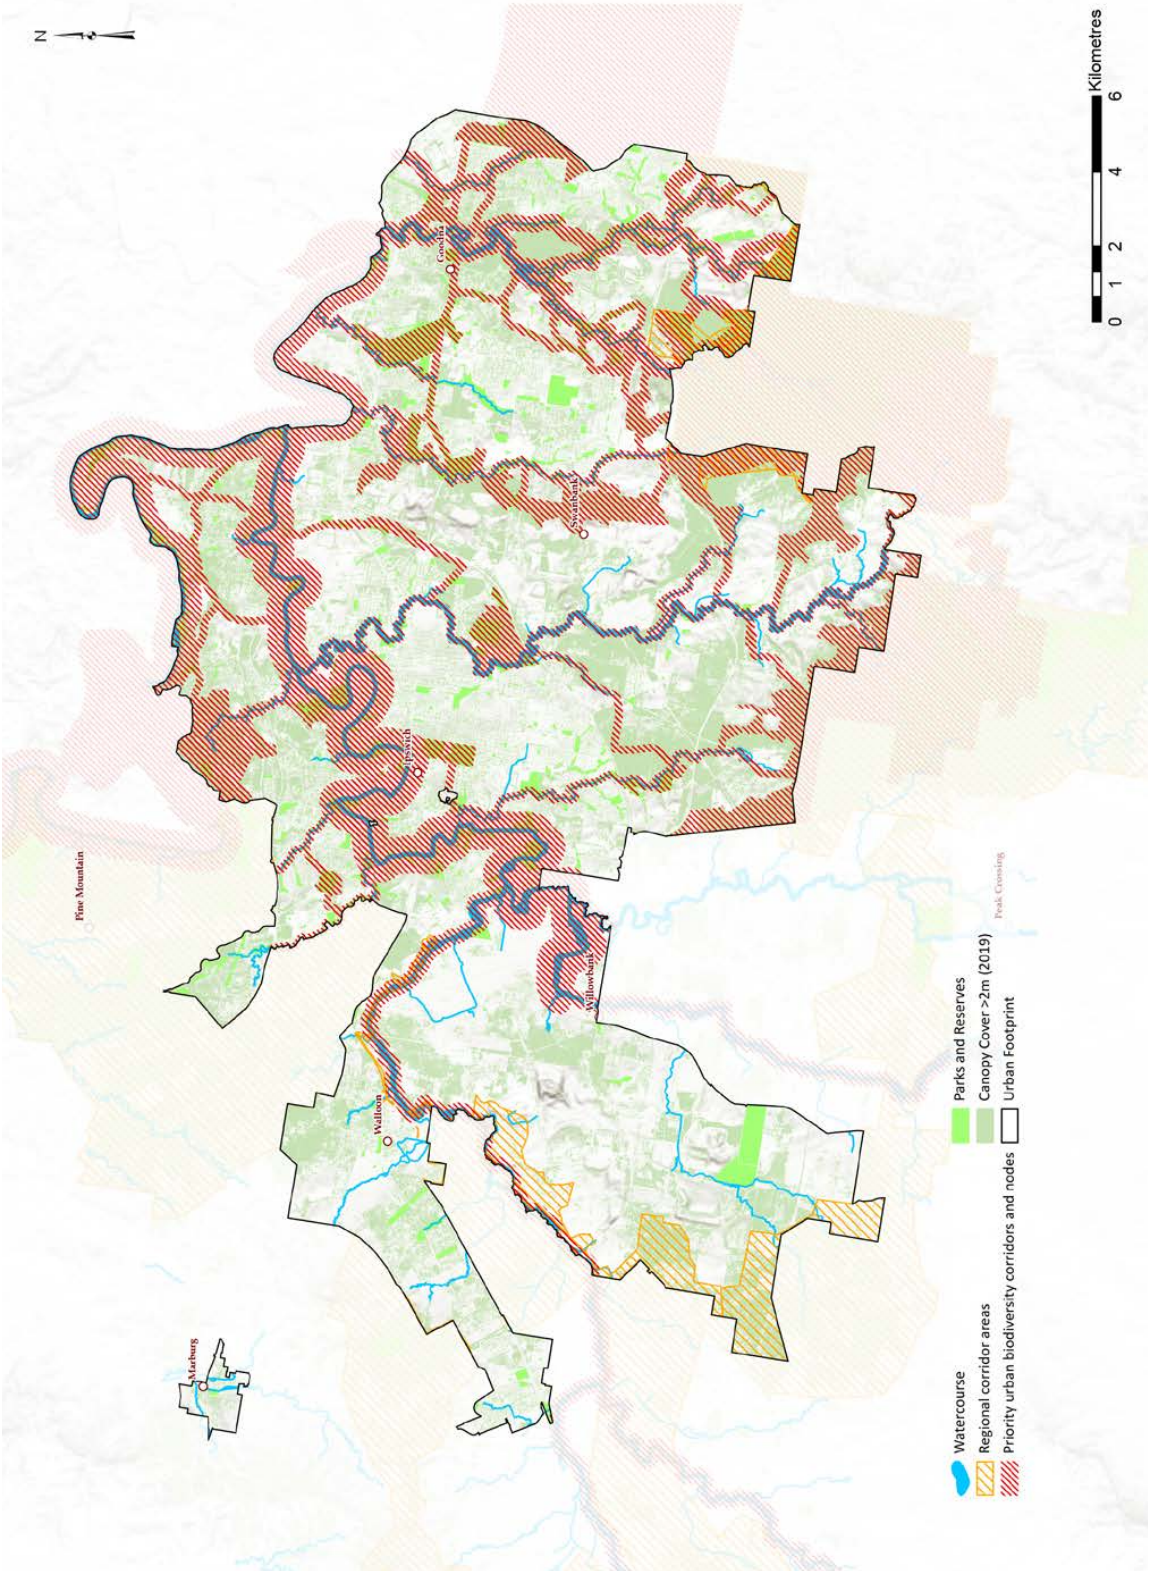 N
Marburg
Walloon
Pine Mountain
Willowbank
Ipswich
Peak Crossing
Swanbank
Goodna
Watercourse
Regional corridor areas
Priority urban biodiversity corridors and nodes
Parks and Reserves
Canopy Cover >2m (2019)
Urban Footprint
0 1 2 4 6
Kilometres